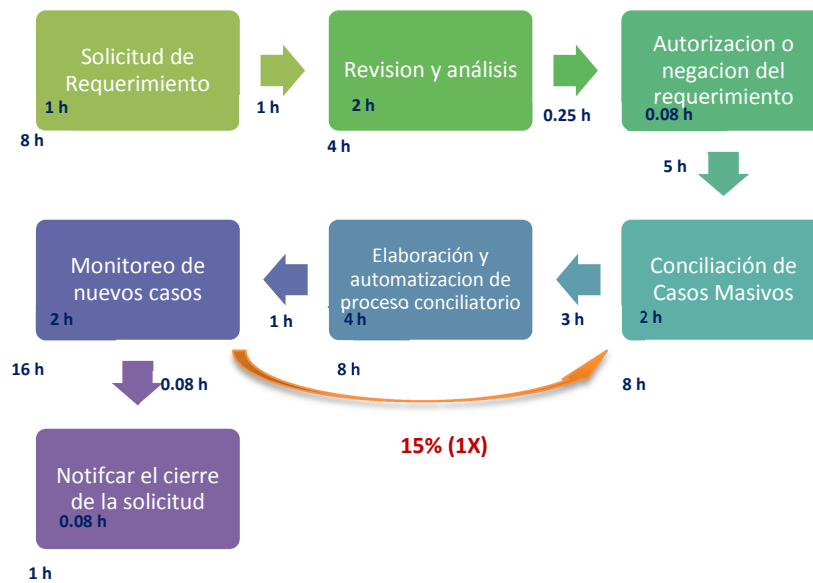 Solicitud de
Requerimiento
1 h
8 h
1 h
Revision y análisis
2 h
4 h
0.25 h
Autorizacion o
negacion del
requerimiento
0.08 h
5 h
Monitoreo de
nuevos casos
2 h
16 h
1 h
Elaboración y
automatizacion de
proceso conciliatorio
4 h
8 h
3 h
Conciliación de
Casos Masivos
2 h
8 h
0.08 h
15% (1X)
Notifcar el cierre
de la solicitud
0.08 h
1 h